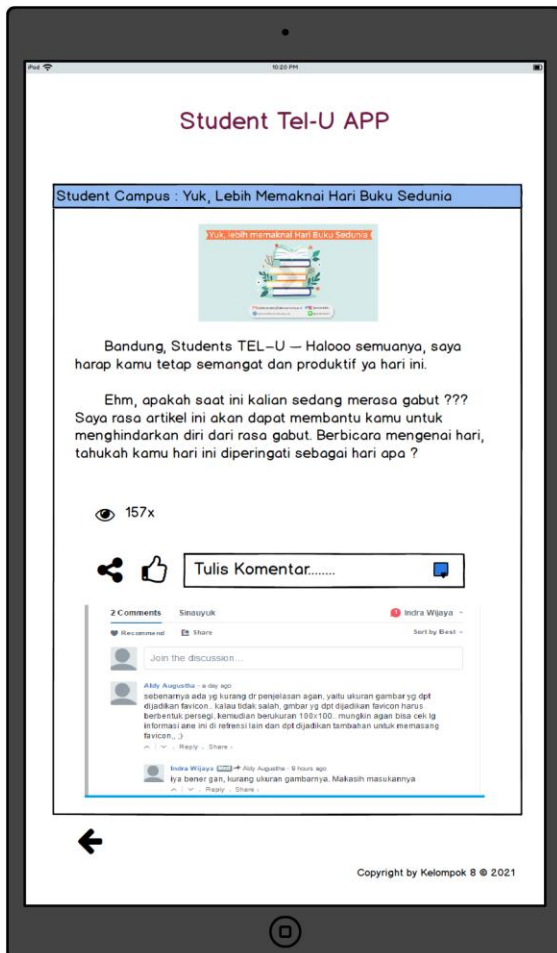 iPad
10:20 PM
Student Tel-U APP
Student Campus : Yuk, Lebih Memaknai Hari Buku Sedunia
Yuk, lebih memaknai Hari Buku Sedunia
Bandung, Students TEL-U — Halooo semuanya, saya
harap kamu tetap semangat dan produktif ya hari ini.
Ehm, apakah saat ini kalian sedang merasa gabut ???
Saya rasa artikel ini akan dapat membantu kamu untuk
menghindarkan diri dari rasa gabut. Berbicara mengenai hari,
tahukah kamu hari ini diperingati sebagai hari apa ?
157x
Tulis Komentar........
2 Comments Sinauyuk Indra Wijaya
Recommend Share Sort by Best
Join the discussion...
Aldy Augustha · a day ago
sebenarnya ada yg kurang dr penjelasan agan, yaitu ukuran gambar yg dpt
dijadikan favicon.. kalau tidak salah, gmbar yg dpt dijadikan favicon harus
berbentuk persegi, kemudian berukuran 100x100.. mungkin agan bisa cek lg
informasi ane ini di refrensi lain dan dpt dijadikan tambahan untuk memasang
favicon,, ;)
Reply · Share ›
Indra Wijaya Mod Aldy Augustha · 9 hours ago
iya bener gan, kurang ukuran gambarnya. Makasih masukannya
Reply · Share ›
Copyright by Kelompok 8 © 2021